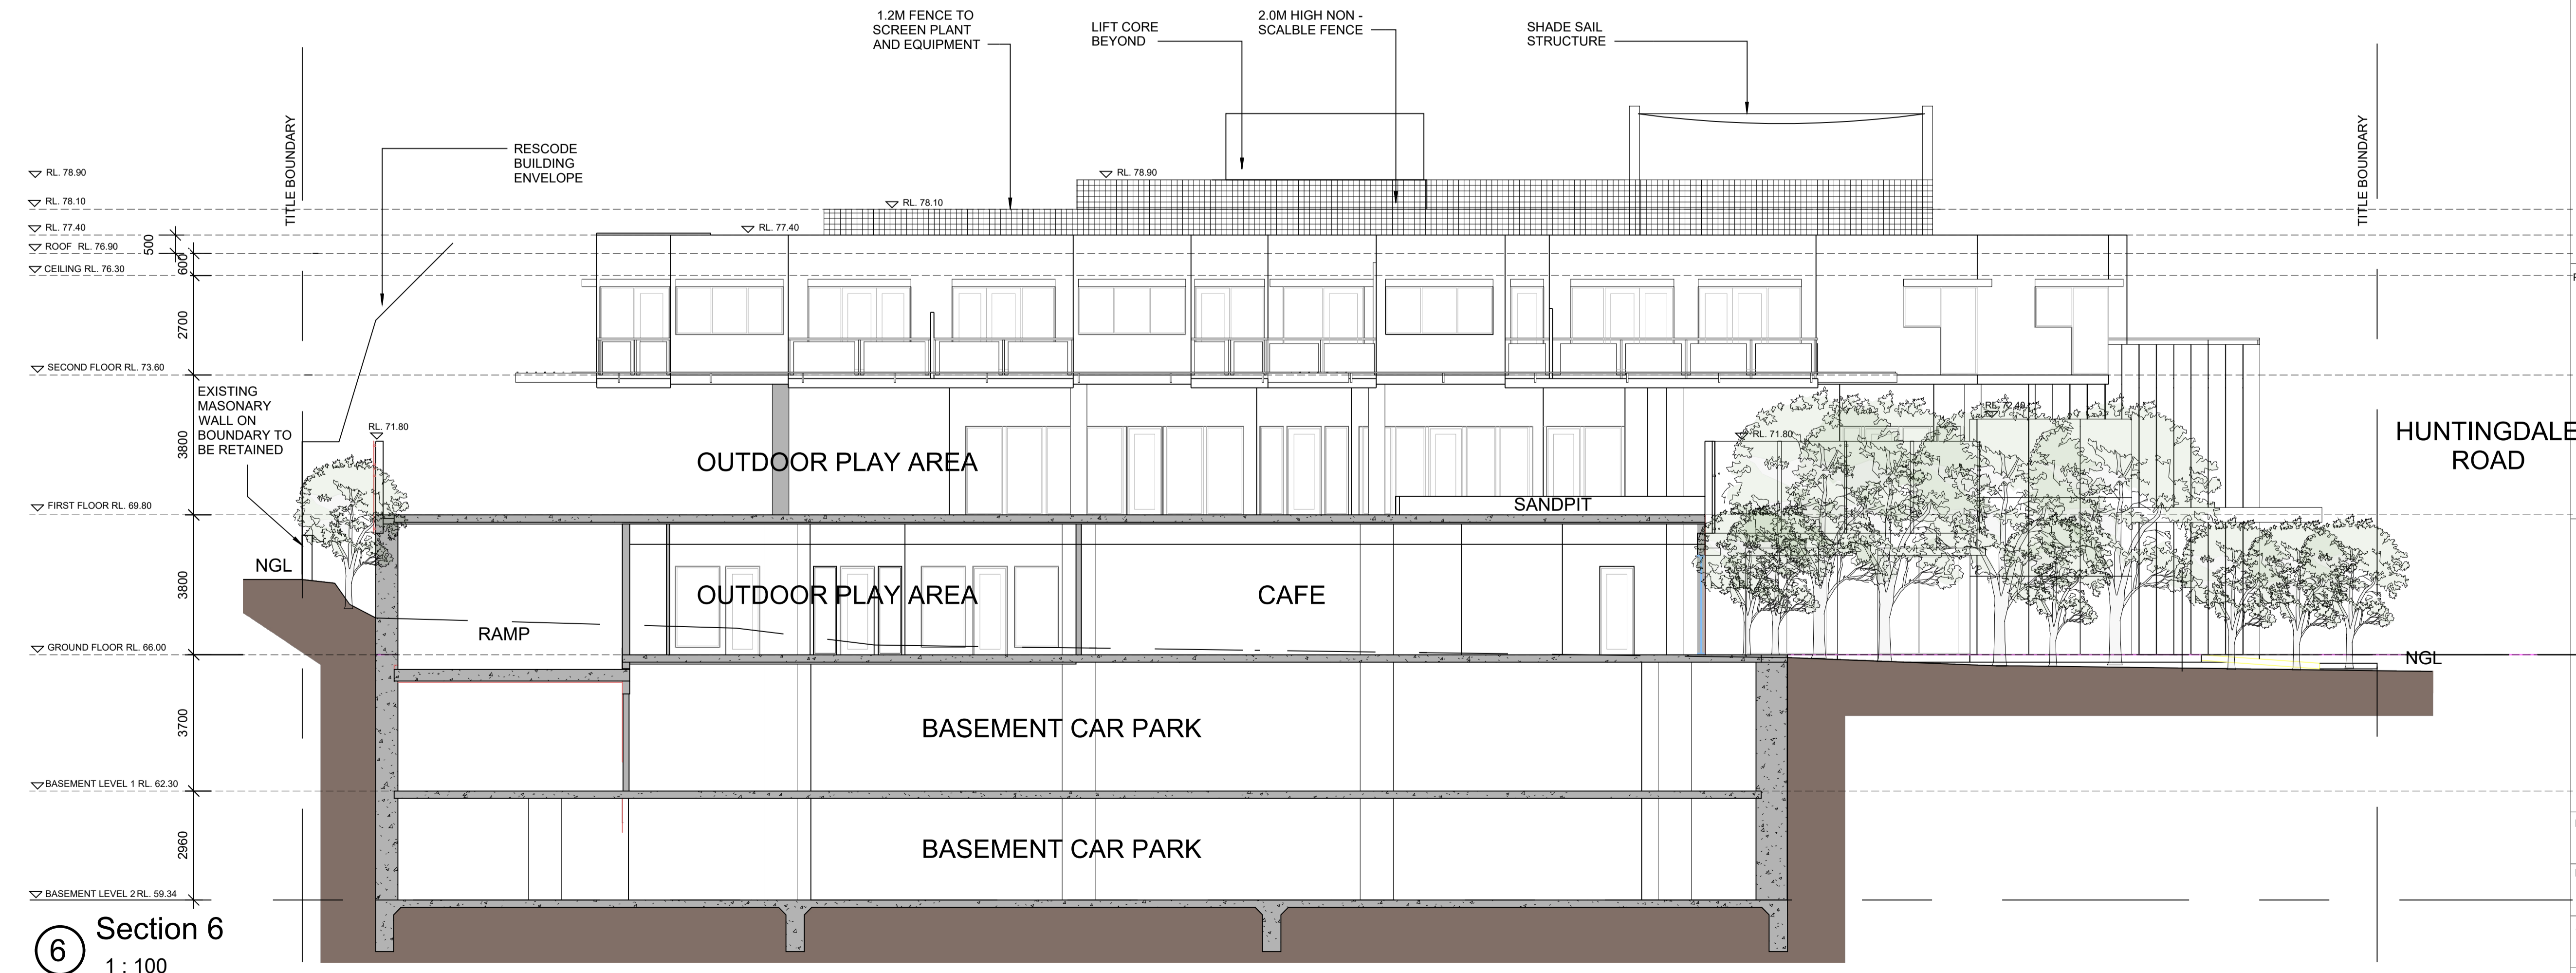 1.2M FENCE TO
SCREEN PLANT
AND EQUIPMENT
LIFT CORE
BEYOND
2.0M HIGH NON -
SCALBLE FENCE
SHADE SAIL
STRUCTURE
TITLE BOUNDARY
RESCODE
BUILDING
ENVELOPE
TITLE BOUNDARY
RL. 78.90
RL. 78.90
RL. 78.10
RL. 78.10
RL. 77.40
RL. 77.40
500
ROOF RL. 76.90
600
CEILING RL. 76.30
2700
SECOND FLOOR RL. 73.60
EXISTING
MASONARY
WALL ON
BOUNDARY TO
BE RETAINED
RL. 71.80
RL. 72.40
RL. 71.80
3800
OUTDOOR PLAY AREA
HUNTINGDALE
ROAD
SANDPIT
FIRST FLOOR RL. 69.80
NGL
3800
OUTDOOR PLAY AREA
CAFE
RAMP
GROUND FLOOR RL. 66.00
NGL
3700
BASEMENT CAR PARK
BASEMENT LEVEL 1 RL. 62.30
2960
BASEMENT CAR PARK
BASEMENT LEVEL 2 RL. 59.34
6
Section 6
1 : 100